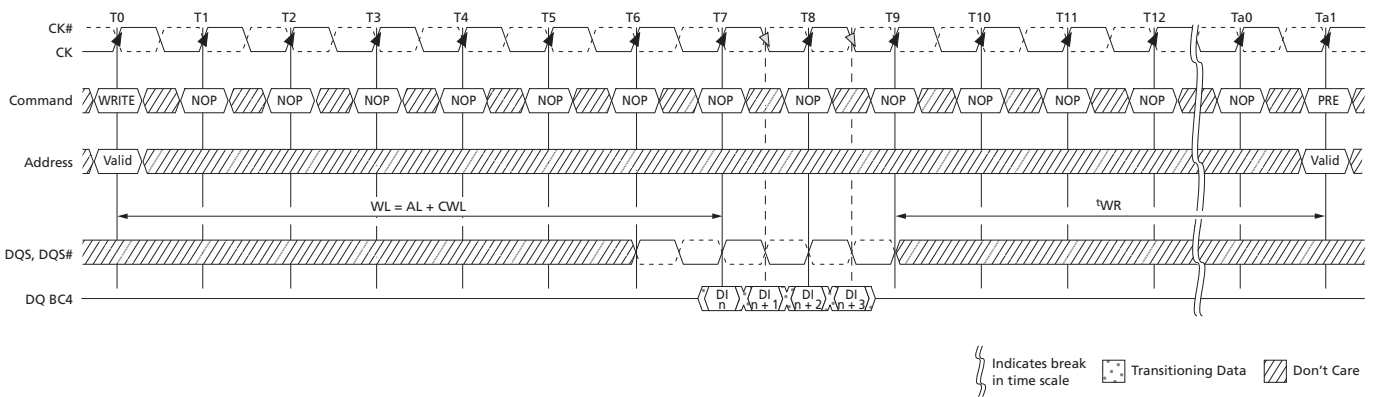 T0 T1 T2 T3 T4 T5 T6 T7 T8 T9 T10 T11 T12 Ta0 Ta1
CK#
CK
Command WRITE NOP NOP NOP NOP NOP NOP NOP NOP NOP NOP NOP NOP NOP PRE
Address Valid Valid
WL = AL + CWL tWR
DQS, DQS#
DQ BC4 DI n DI n + 1 DI n + 2 DI n + 3
Indicates break
in time scale
Transitioning Data
Don't Care